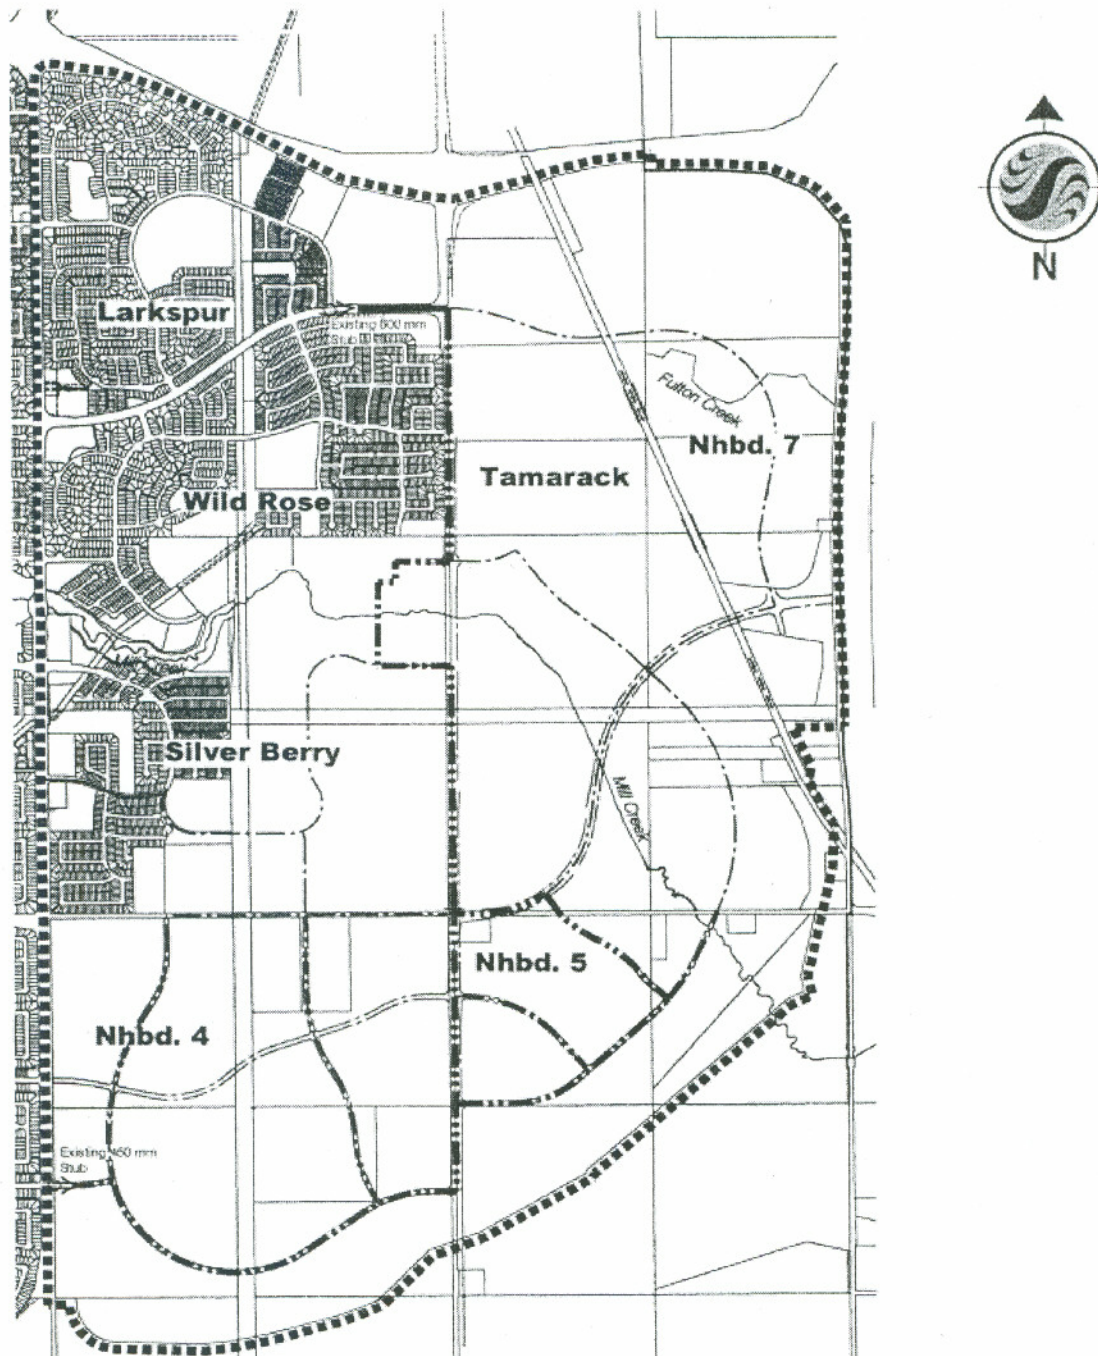 N
Larkspur
Existing 600 mm
Stub
Fulton Creek
Nhbd. 7
Tamarack
Wild Rose
Silver Berry
Mill Creek
Nhbd. 5
Nhbd. 4
Existing 450 mm
Stub